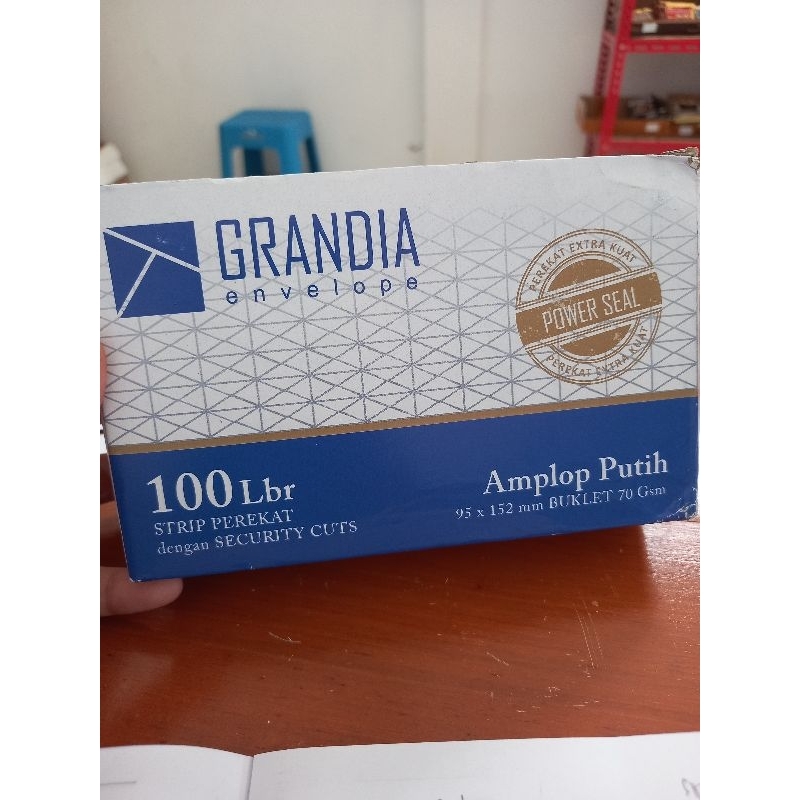 GRANDIA
envelope
PEREKAT EXTRA KUAT
POWER SEAL
PEREKAT EXTRA KUAT
100 Lbr
STRIP PEREKAT
dengan SECURITY CUTS
Amplop Putih
95 x 152 mm BUKLET 70 Gsm